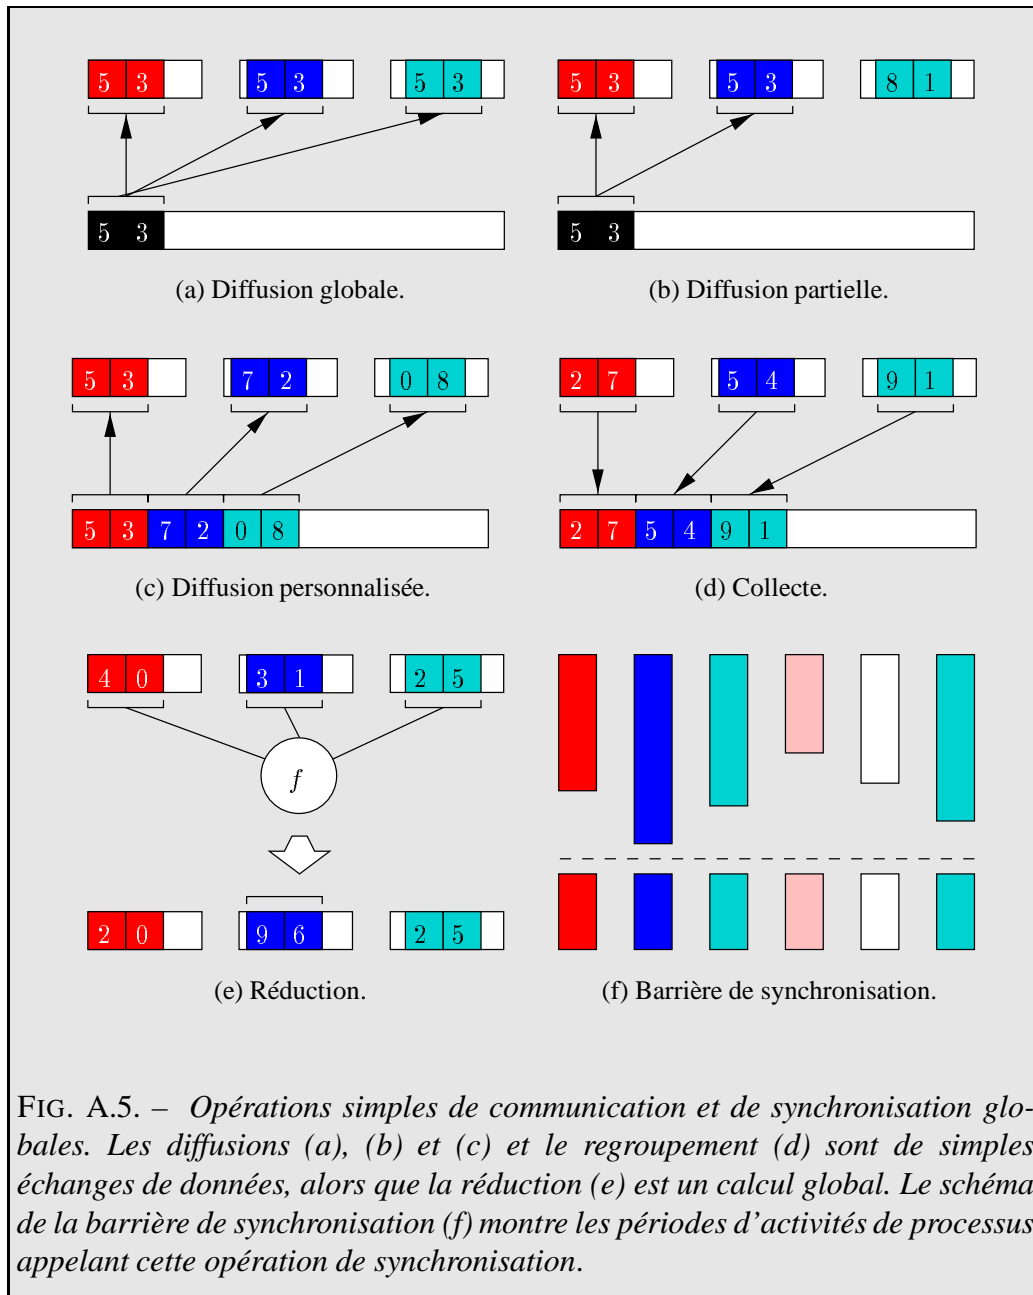 5 3 5 3 5 3
5 3
(a) Diffusion globale.
5 3 5 3 8 1
5 3
(b) Diffusion partielle.
5 3 7 2 0 8
5 3 7 2 0 8
(c) Diffusion personnalisée.
2 7 5 4 9 1
2 7 5 4 9 1
(d) Collecte.
4 0 3 1 2 5
f
2 0 9 6 2 5
(e) Réduction.
(f) Barrière de synchronisation.
FIG. A.5. – Opérations simples de communication et de synchronisation glo-
bales. Les diffusions (a), (b) et (c) et le regroupement (d) sont de simples
échanges de données, alors que la réduction (e) est un calcul global. Le schéma
de la barrière de synchronisation (f) montre les périodes d'activités de processus
appelant cette opération de synchronisation.